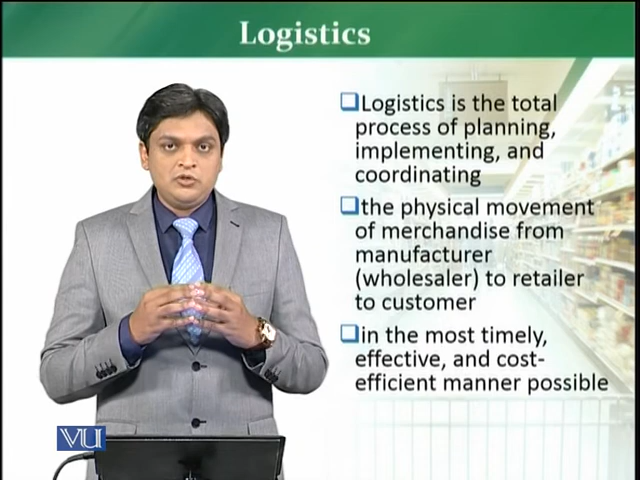 Logistics
❑Logistics is the total
process of planning,
implementing, and
coordinating
❑the physical movement
of merchandise from
manufacturer
(wholesaler) to retailer
to customer
❑in the most timely,
effective, and cost-
efficient manner possible
VU